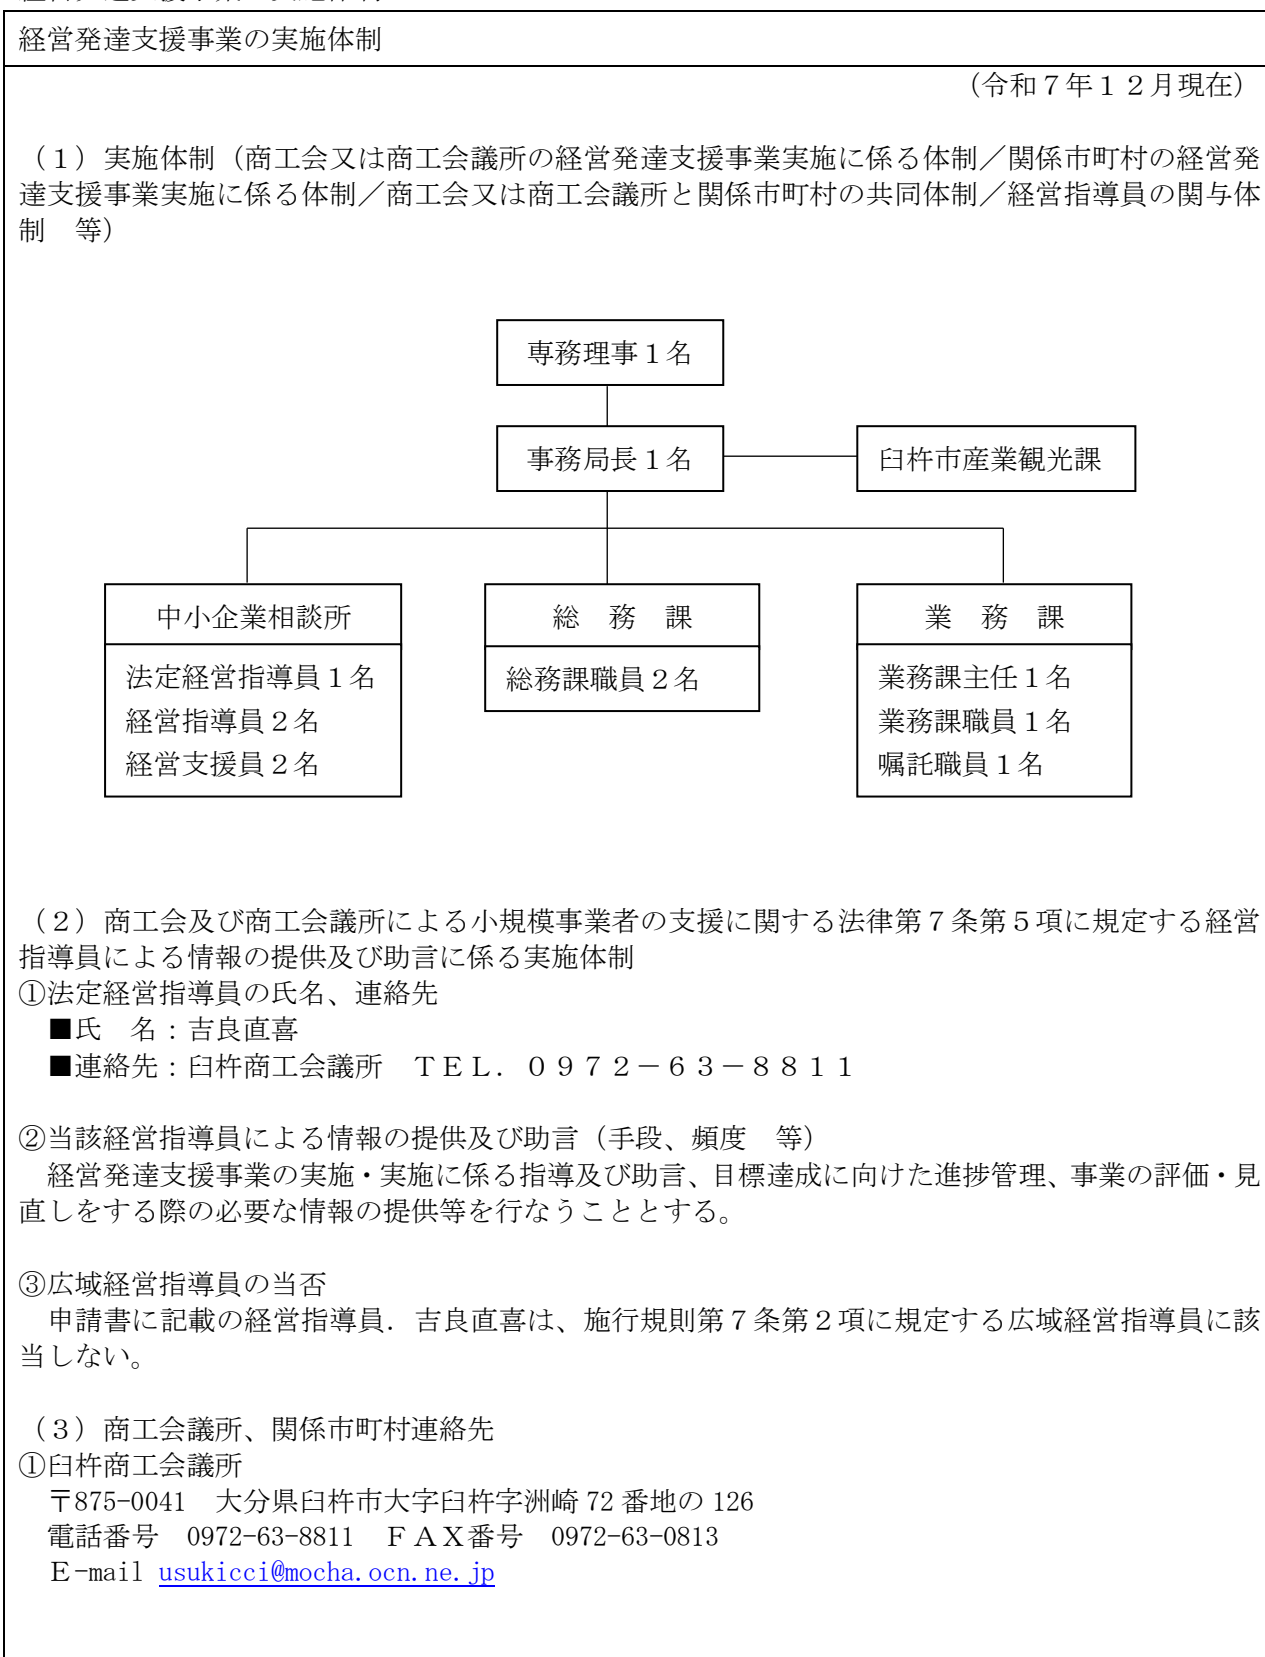 経営発達支援事業の実施体制
（令和７年１２月現在）
（１）実施体制（商工会又は商工会議所の経営発達支援事業実施に係る体制／関係市町村の経営発
達支援事業実施に係る体制／商工会又は商工会議所と関係市町村の共同体制／経営指導員の関与体
制　等）
専務理事１名
事務局長１名
臼杵市産業観光課
中小企業相談所
法定経営指導員１名
経営指導員２名
経営支援員２名
総　務　課
総務課職員２名
業　務　課
業務課主任１名
業務課職員１名
嘱託職員１名
（２）商工会及び商工会議所による小規模事業者の支援に関する法律第７条第５項に規定する経営
指導員による情報の提供及び助言に係る実施体制
①法定経営指導員の氏名、連絡先
■氏　名：吉良直喜
■連絡先：臼杵商工会議所　ＴＥＬ．０９７２－６３－８８１１
②当該経営指導員による情報の提供及び助言（手段、頻度　等）
経営発達支援事業の実施・実施に係る指導及び助言、目標達成に向けた進捗管理、事業の評価・見
直しをする際の必要な情報の提供等を行なうこととする。
③広域経営指導員の当否
申請書に記載の経営指導員．吉良直喜は、施行規則第７条第２項に規定する広域経営指導員に該
当しない。
（３）商工会議所、関係市町村連絡先
①臼杵商工会議所
〒875-0041　大分県臼杵市大字臼杵字洲崎 72 番地の 126
電話番号　0972-63-8811　ＦＡＸ番号　0972-63-0813
Ｅ-mail usukicci@mocha.ocn.ne.jp